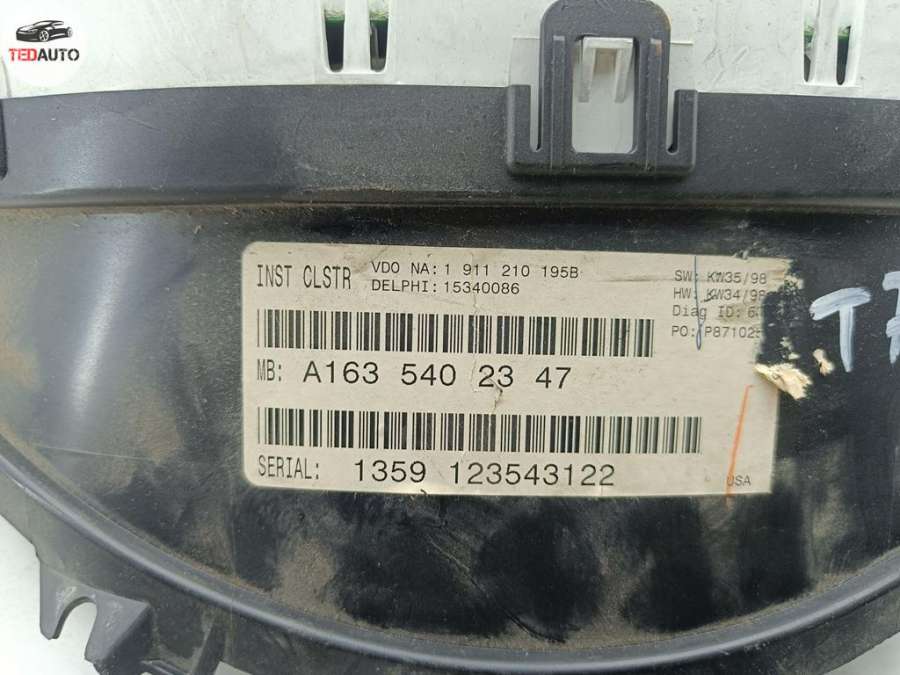 TEDAUTO
INST CLSTR
VDO NA: 1 911 210 195B
DELPHI: 15340086
SW: KW35/98
HW: KW34/98
Diag ID:
PO: P87102
MB: A163 540 23 47
SERIAL: 1359 123543122
USA